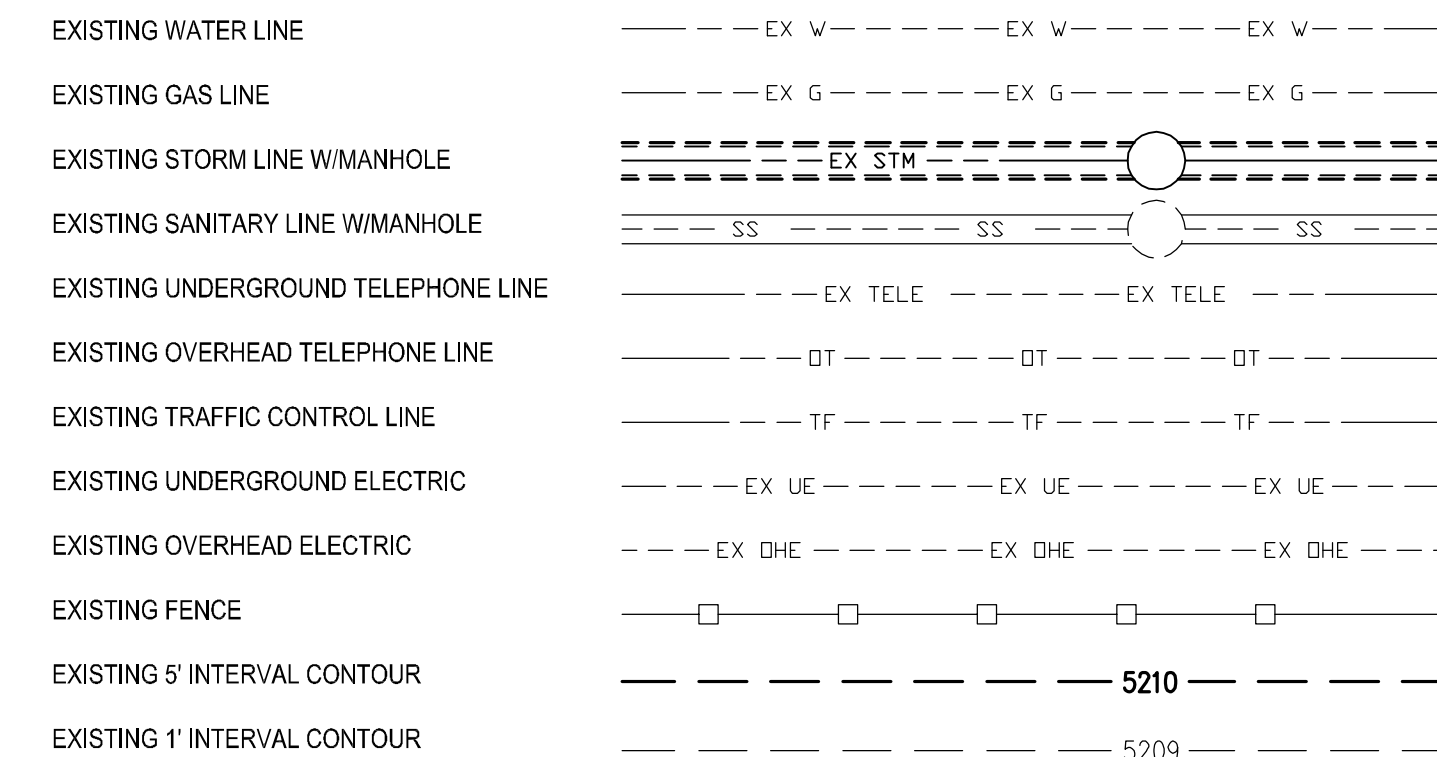 EXISTING WATER LINE EX W EX W EX W
EXISTING GAS LINE EX G EX G EX G
EXISTING STORM LINE W/MANHOLE EX STM
EXISTING SANITARY LINE W/MANHOLE SS SS SS
EXISTING UNDERGROUND TELEPHONE LINE EX TELE EX TELE
EXISTING OVERHEAD TELEPHONE LINE OT OT OT
EXISTING TRAFFIC CONTROL LINE TF TF TF
EXISTING UNDERGROUND ELECTRIC EX UE EX UE EX UE
EXISTING OVERHEAD ELECTRIC EX OHE EX OHE EX OHE
EXISTING FENCE
EXISTING 5' INTERVAL CONTOUR 5210
EXISTING 1' INTERVAL CONTOUR 5209